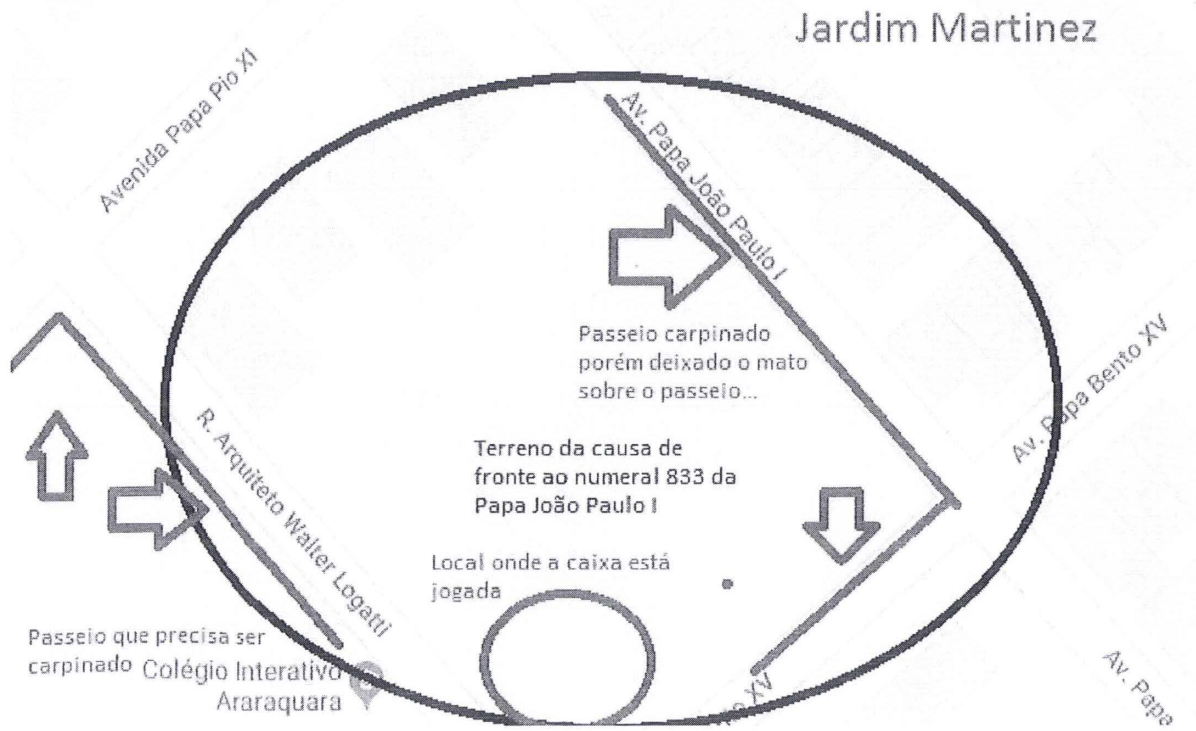 Jardim Martinez
Avenida Papa Pio XI
Av. Papa João Paulo I
Passeio carpinado
porém deixado o mato
sobre o passeio...
Av. Papa Bento XV
R. Arquiteto Walter Logatti
Terreno da causa de
fronte ao numeral 833 da
Papa João Paulo I
Local onde a caixa está
jogada
Passeio que precisa ser
carpinado
Colégio Interativo
Araraquara
XV
Av. Papa